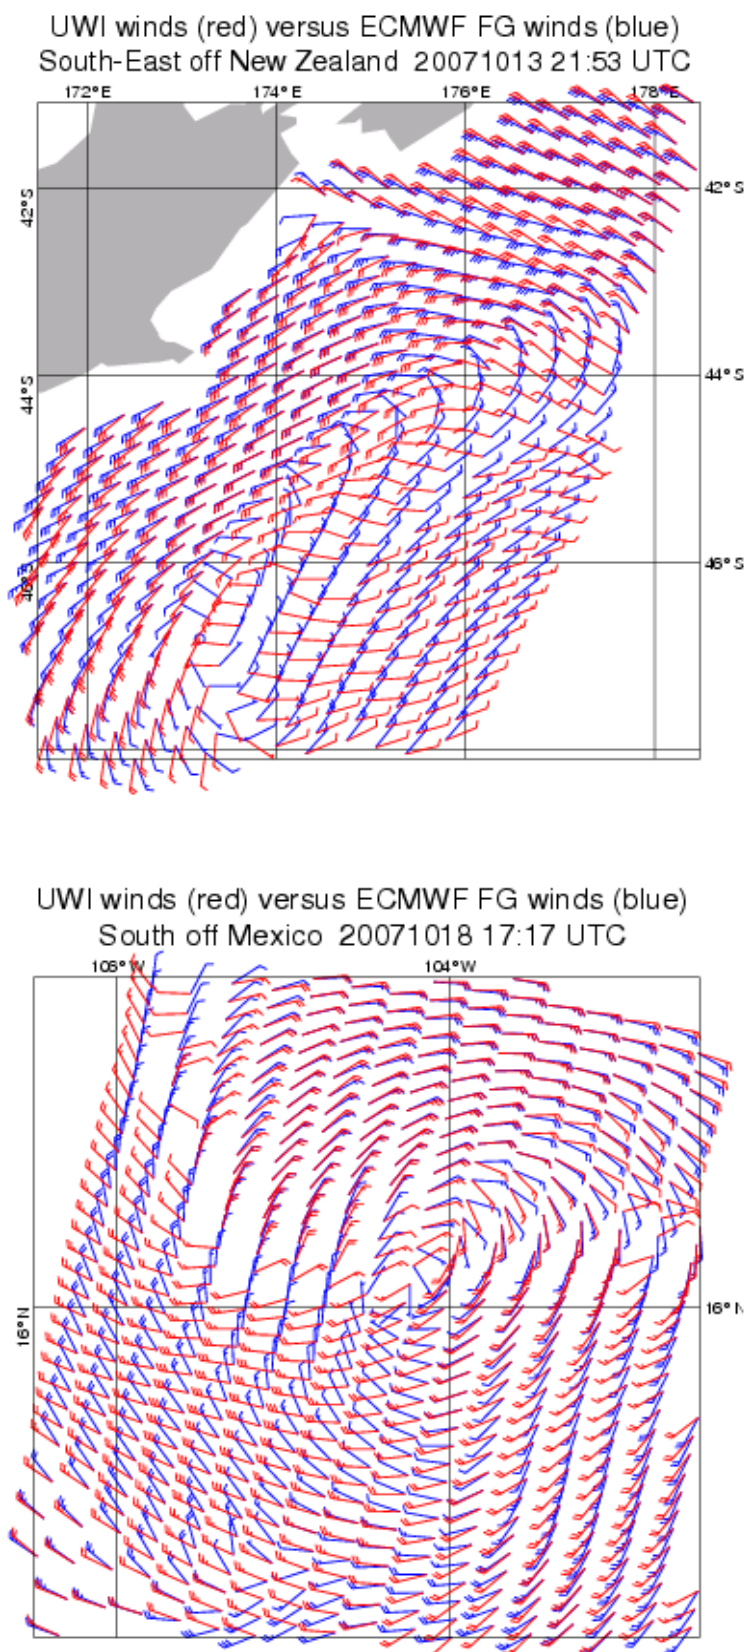 UWI winds (red) versus ECMWF FG winds (blue)
South-East off New Zealand 20071013 21:53 UTC
172°E 174°E 176°E 178°E
42°S 42°S
44°S 44°S
46°S 46°S
UWI winds (red) versus ECMWF FG winds (blue)
South off Mexico 20071018 17:17 UTC
104°W
16°N 16°N